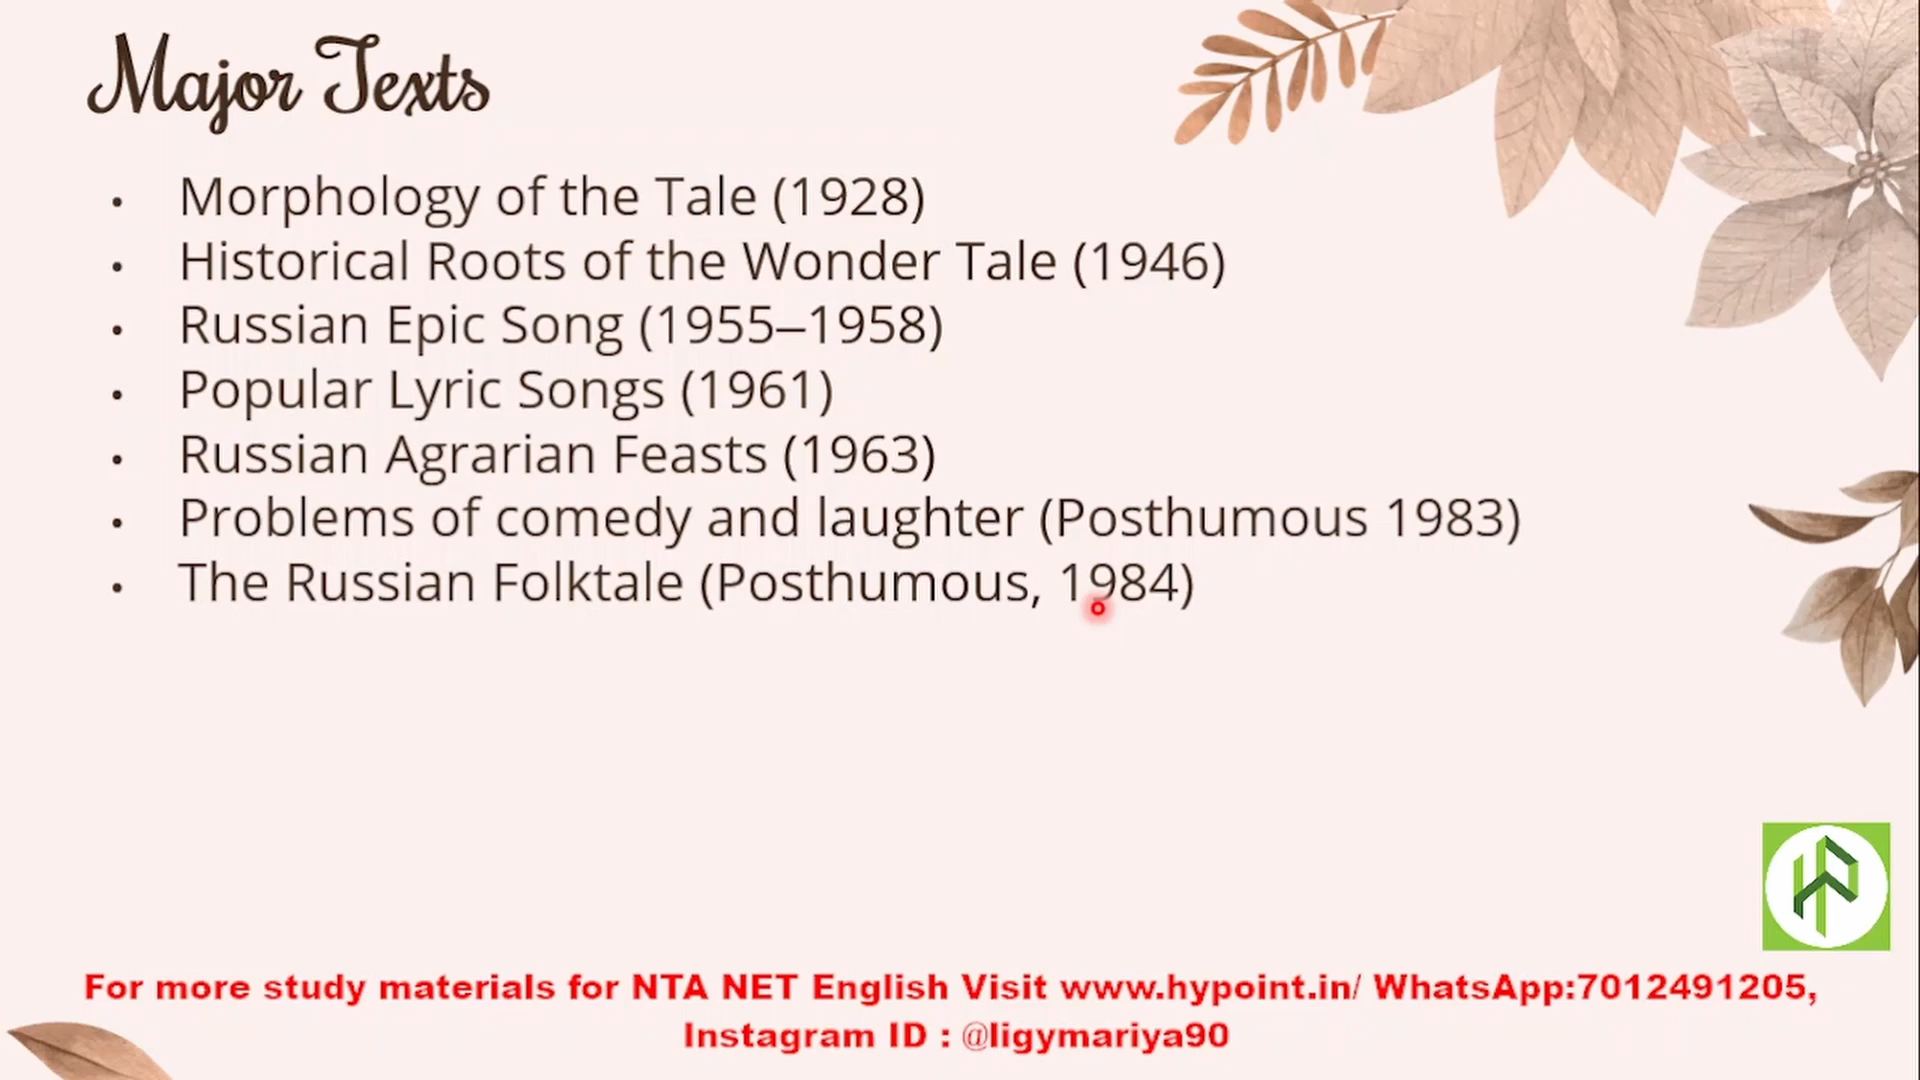 Major Texts
• Morphology of the Tale (1928)
• Historical Roots of the Wonder Tale (1946)
• Russian Epic Song (1955–1958)
• Popular Lyric Songs (1961)
• Russian Agrarian Feasts (1963)
• Problems of comedy and laughter (Posthumous 1983)
• The Russian Folktale (Posthumous, 1984)
For more study materials for NTA NET English Visit www.hypoint.in/ WhatsApp:7012491205,
Instagram ID : @ligymariya90